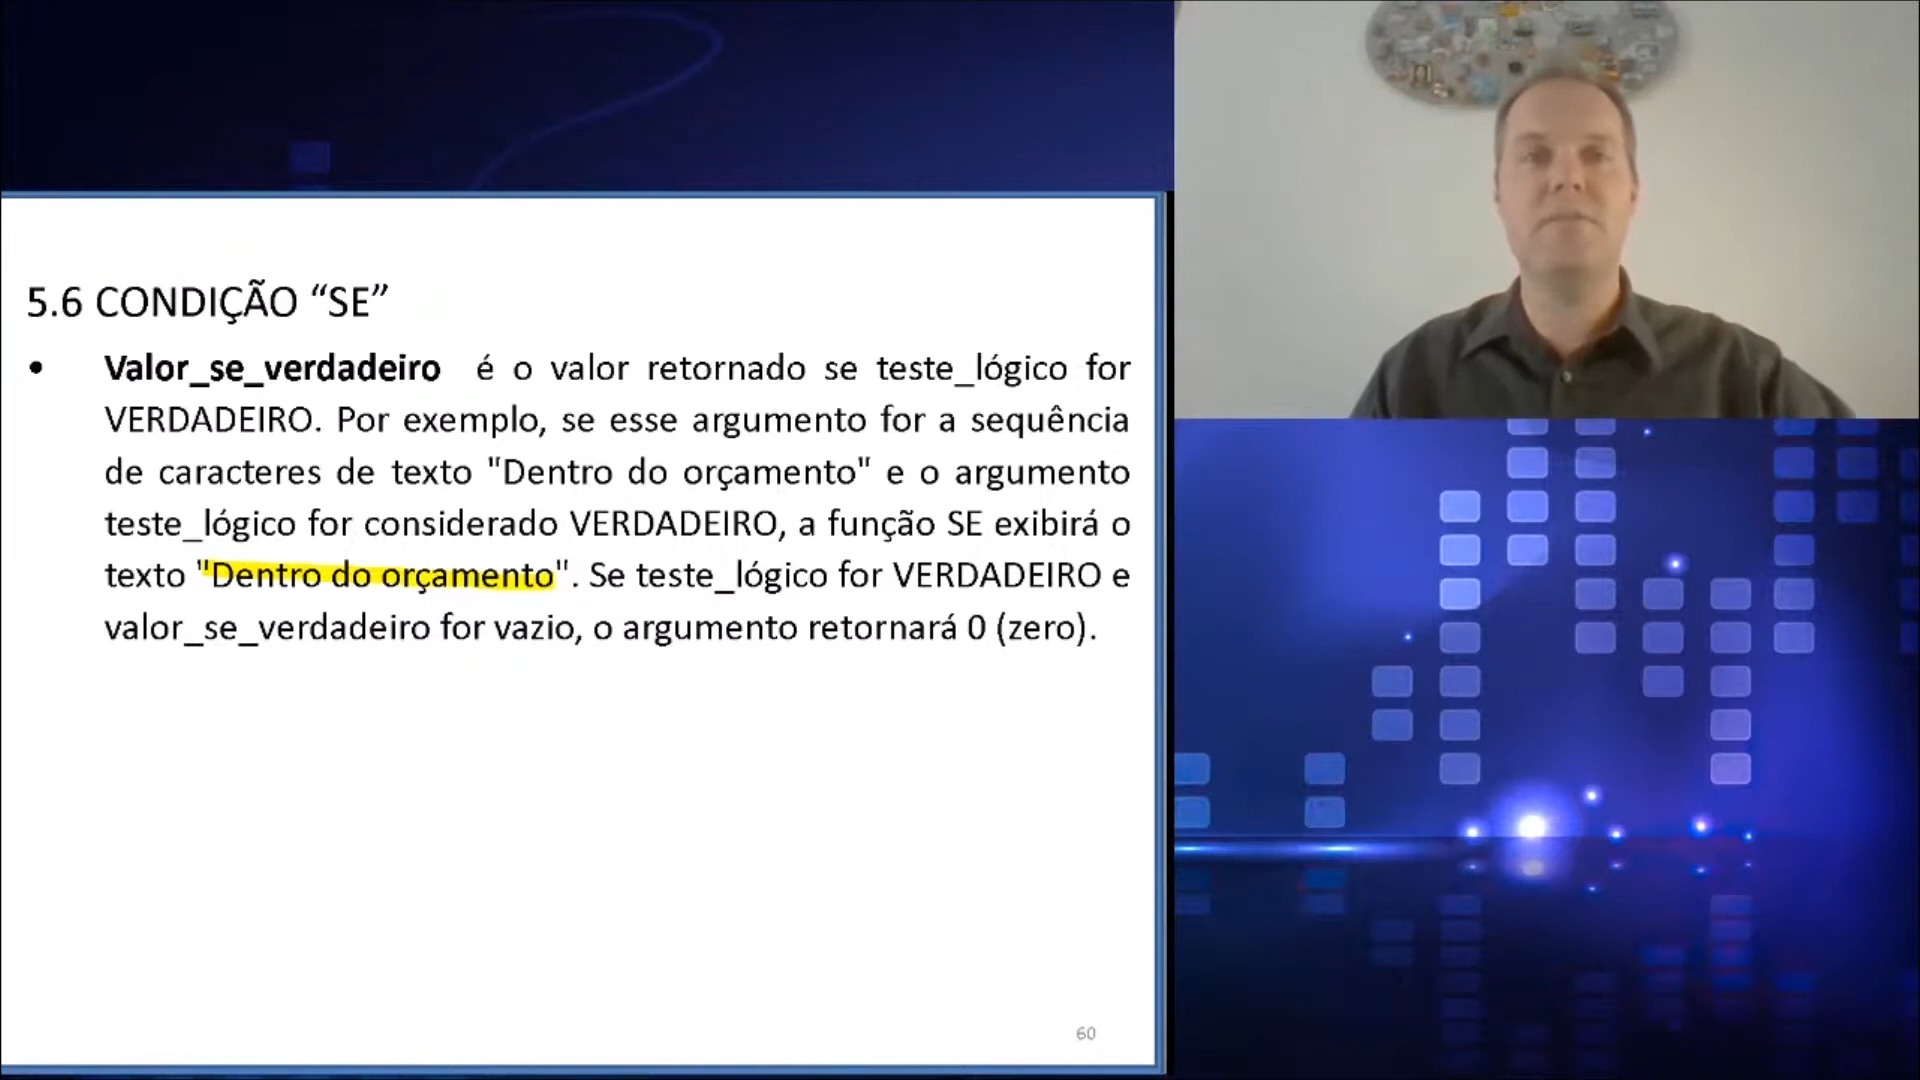 5.6 CONDIÇÃO “SE”
• Valor_se_verdadeiro é o valor retornado se teste_lógico for
VERDADEIRO. Por exemplo, se esse argumento for a sequência
de caracteres de texto "Dentro do orçamento" e o argumento
teste_lógico for considerado VERDADEIRO, a função SE exibirá o
texto "Dentro do orçamento". Se teste_lógico for VERDADEIRO e
valor_se_verdadeiro for vazio, o argumento retornará 0 (zero).
60